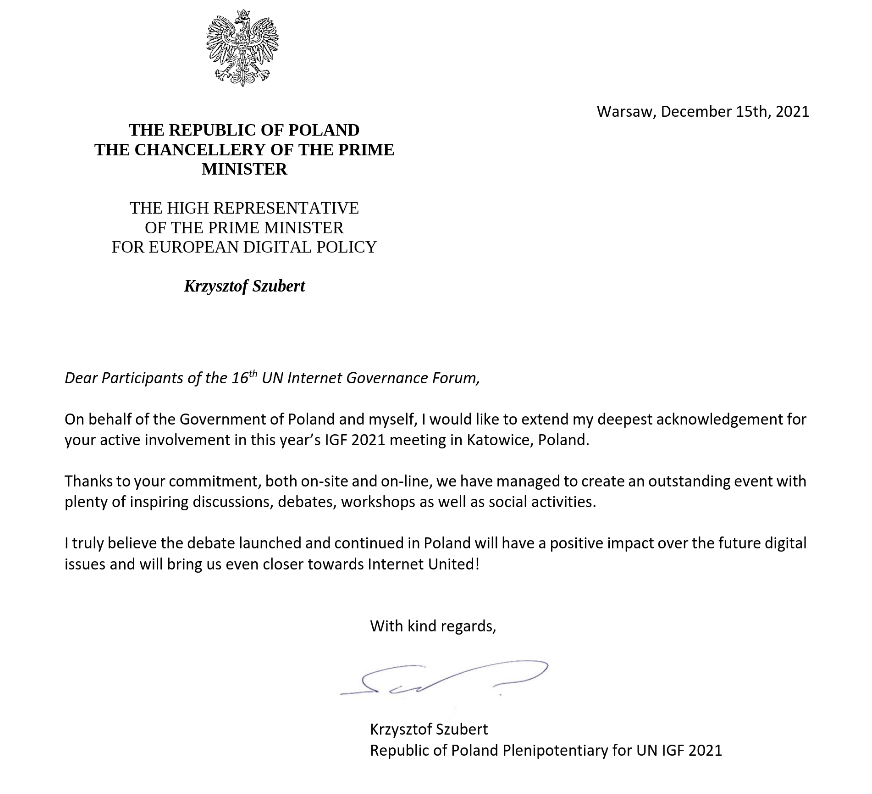 Warsaw, December 15th, 2021
THE REPUBLIC OF POLAND
THE CHANCELLERY OF THE PRIME
MINISTER
THE HIGH REPRESENTATIVE
OF THE PRIME MINISTER
FOR EUROPEAN DIGITAL POLICY
Krzysztof Szubert
Dear Participants of the 16th UN Internet Governance Forum,
On behalf of the Government of Poland and myself, I would like to extend my deepest acknowledgement for
your active involvement in this year’s IGF 2021 meeting in Katowice, Poland.
Thanks to your commitment, both on-site and on-line, we have managed to create an outstanding event with
plenty of inspiring discussions, debates, workshops as well as social activities.
I truly believe the debate launched and continued in Poland will have a positive impact over the future digital
issues and will bring us even closer towards Internet United!
With kind regards,
Krzysztof Szubert
Republic of Poland Plenipotentiary for UN IGF 2021